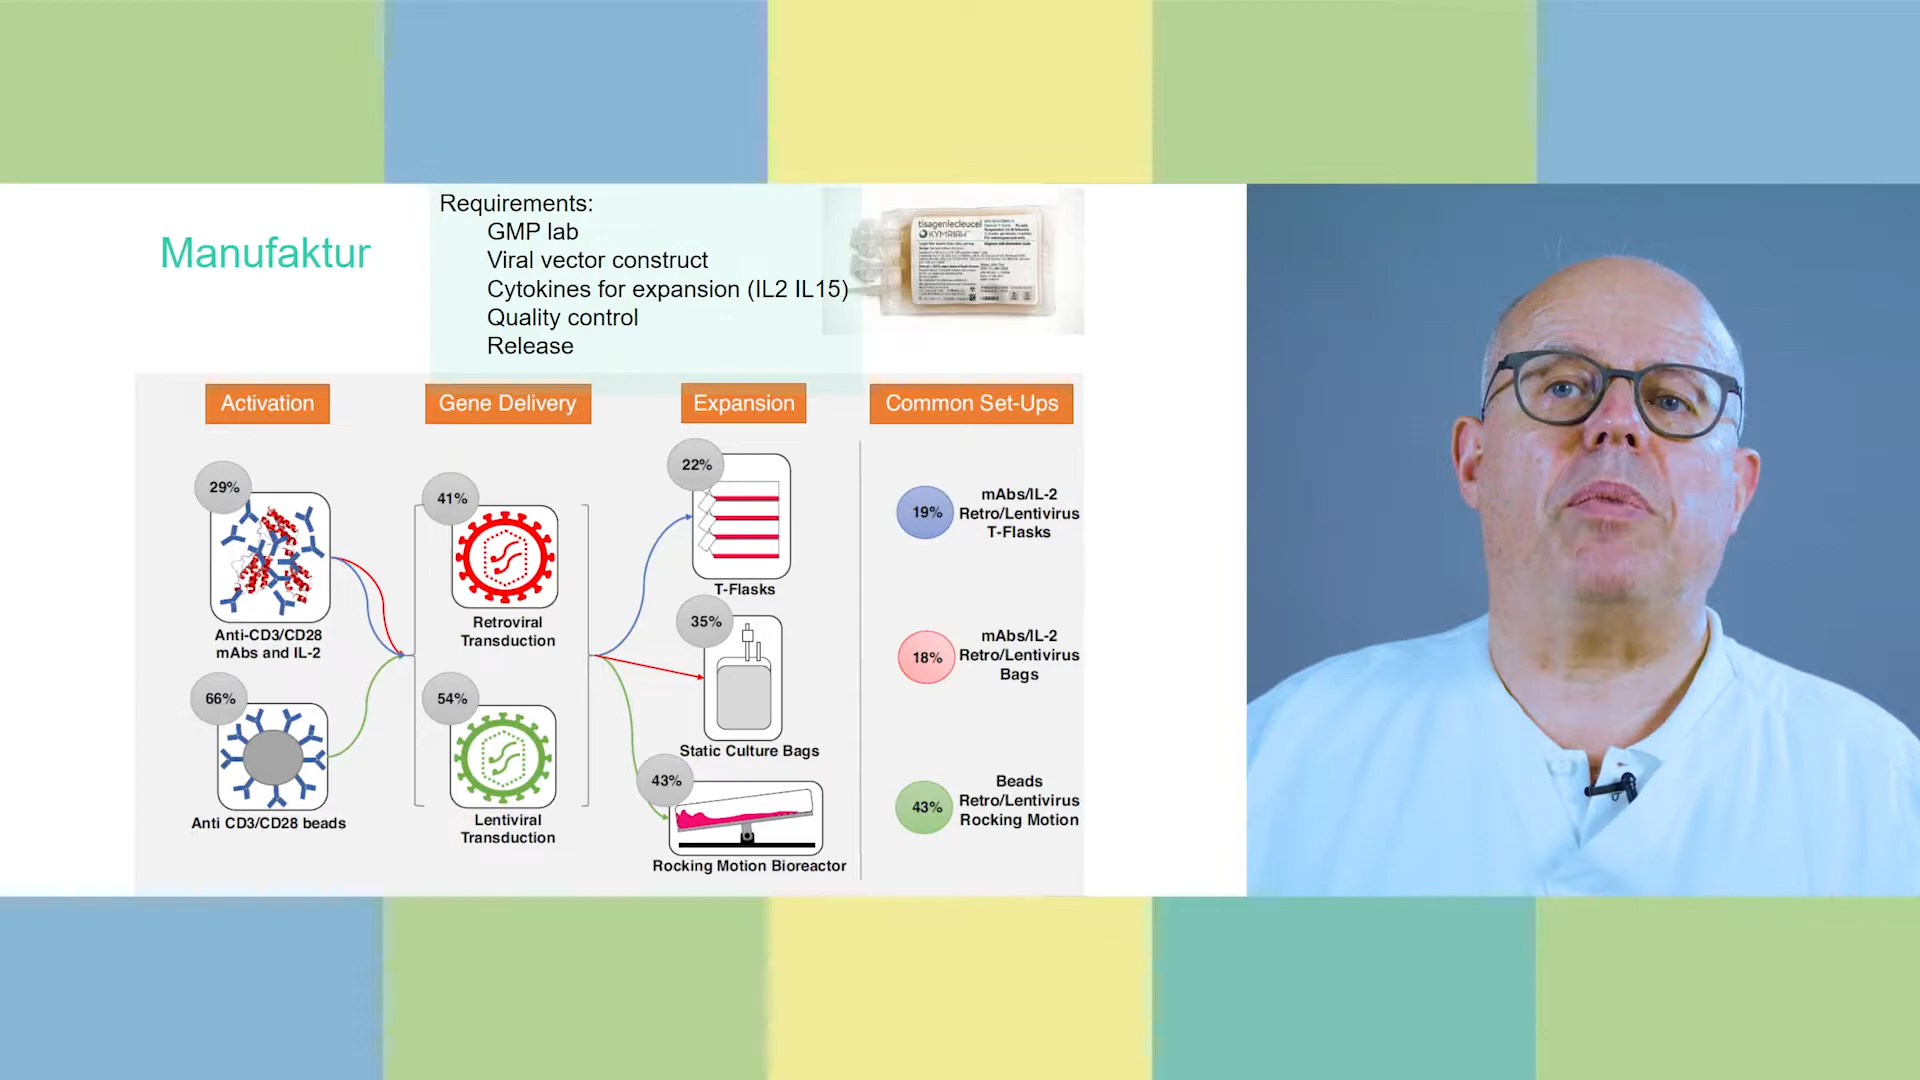 Manufaktur
Requirements:
GMP lab
Viral vector construct
Cytokines for expansion (IL2 IL15)
Quality control
Release
tisagenlecleucel
KYMRIAH
Activation
Gene Delivery
Expansion
Common Set-Ups
29%
Anti-CD3/CD28
mAbs and IL-2
66%
Anti CD3/CD28 beads
41%
Retroviral
Transduction
54%
Lentiviral
Transduction
22%
T-Flasks
35%
Static Culture Bags
43%
Rocking Motion Bioreactor
19%
mAbs/IL-2
Retro/Lentivirus
T-Flasks
18%
mAbs/IL-2
Retro/Lentivirus
Bags
43%
Beads
Retro/Lentivirus
Rocking Motion